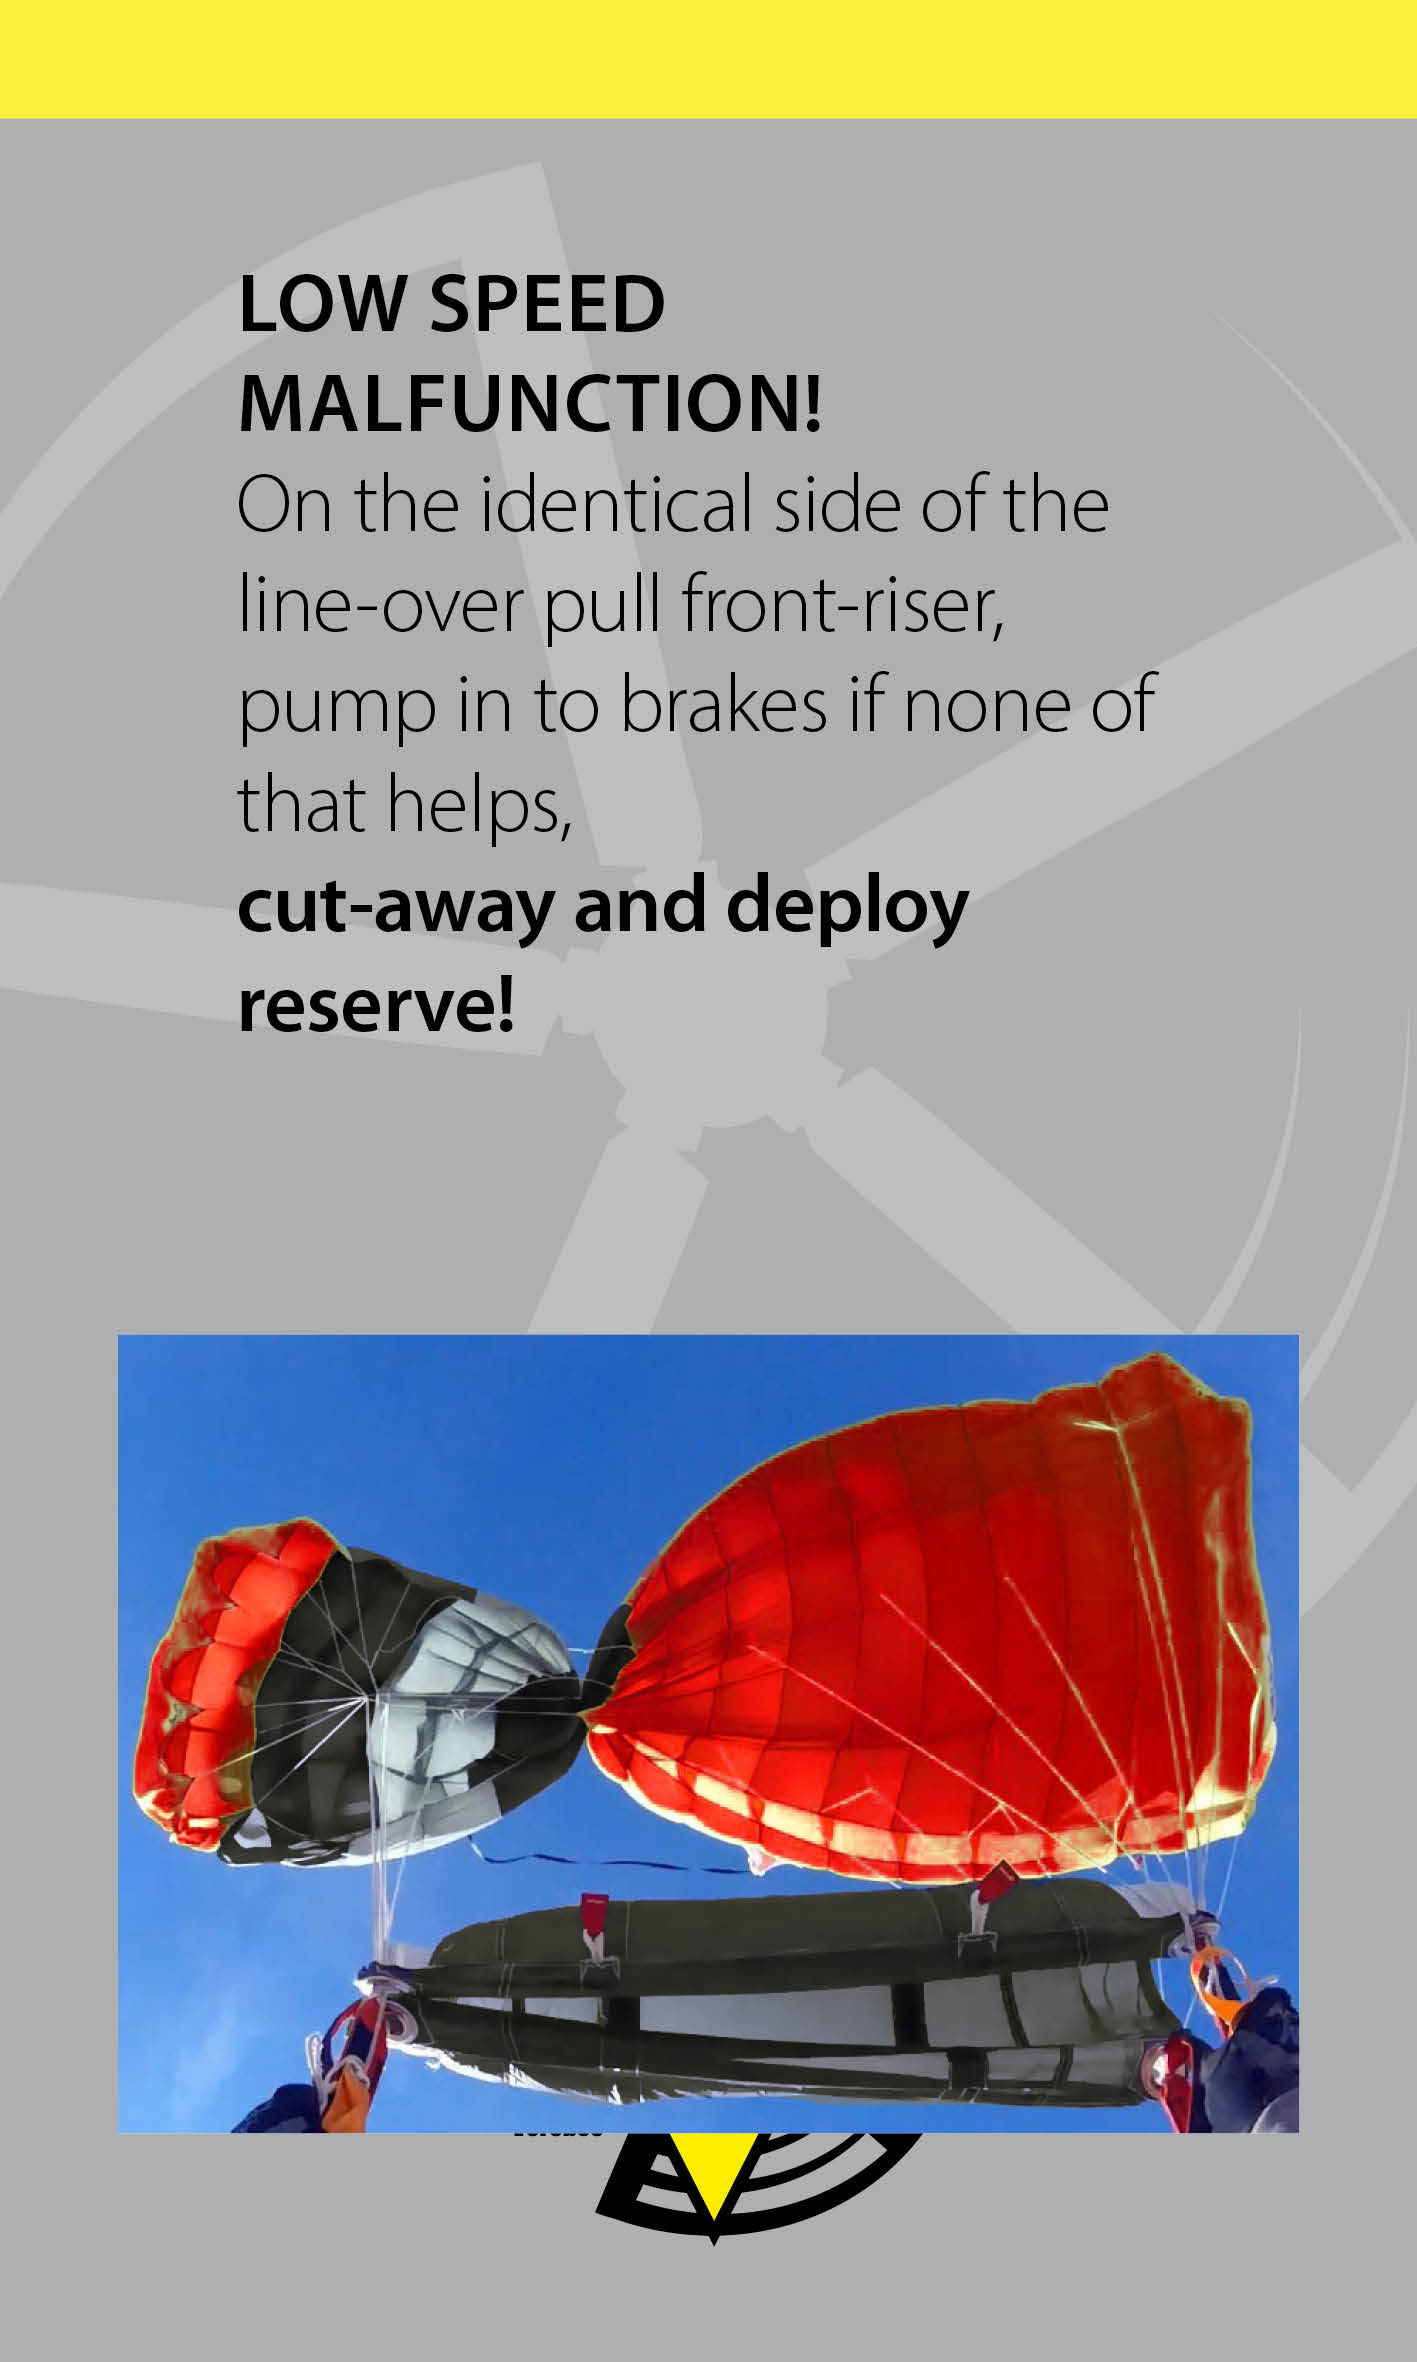 LOW SPEED
MALFUNCTION!
On the identical side of the
line-over pull front-riser,
pump in to brakes if none of
that helps,
cut-away and deploy
reserve!